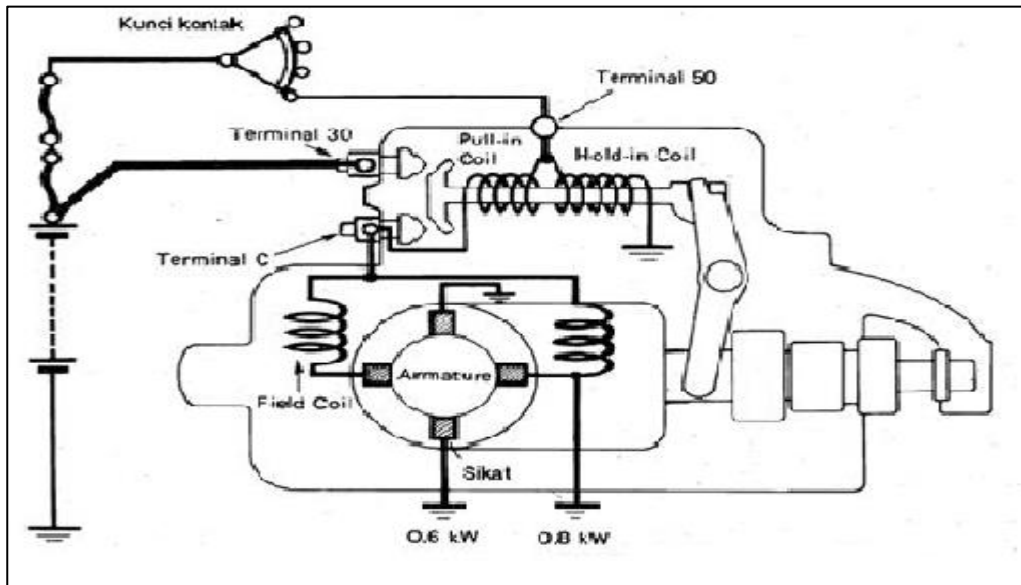 Kunci kontak
Terminal 50
Terminal 30
Pull-in
Coil
Hold-in Coil
Terminal C
Armature
Field Coil
Sikat
0.6 kW
0.8 kW